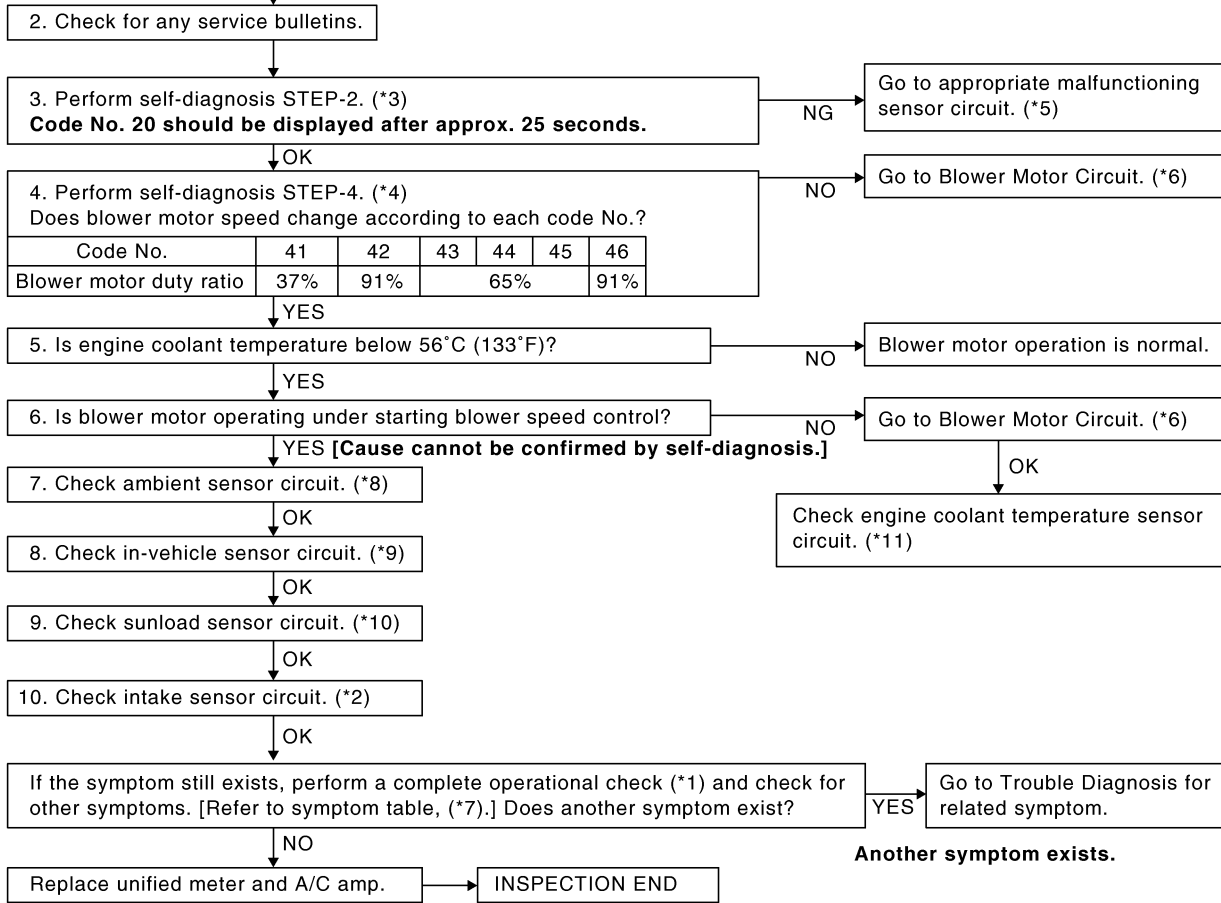 2. Check for any service bulletins.
3. Perform self-diagnosis STEP-2. (*3)
Code No. 20 should be displayed after approx. 25 seconds.
NG
Go to appropriate malfunctioning
sensor circuit. (*5)
OK
4. Perform self-diagnosis STEP-4. (*4)
Does blower motor speed change according to each code No.?
Code No. 41 42 43 44 45 46
Blower motor duty ratio 37% 91% 65% 91%
NO
Go to Blower Motor Circuit. (*6)
YES
5. Is engine coolant temperature below 56˚C (133˚F)?
NO
Blower motor operation is normal.
YES
6. Is blower motor operating under starting blower speed control?
NO
Go to Blower Motor Circuit. (*6)
OK
Check engine coolant temperature sensor
circuit. (*11)
YES [Cause cannot be confirmed by self-diagnosis.]
7. Check ambient sensor circuit. (*8)
OK
8. Check in-vehicle sensor circuit. (*9)
OK
9. Check sunload sensor circuit. (*10)
OK
10. Check intake sensor circuit. (*2)
OK
If the symptom still exists, perform a complete operational check (*1) and check for
other symptoms. [Refer to symptom table, (*7).] Does another symptom exist?
YES
Go to Trouble Diagnosis for
related symptom.
Another symptom exists.
NO
Replace unified meter and A/C amp.
INSPECTION END